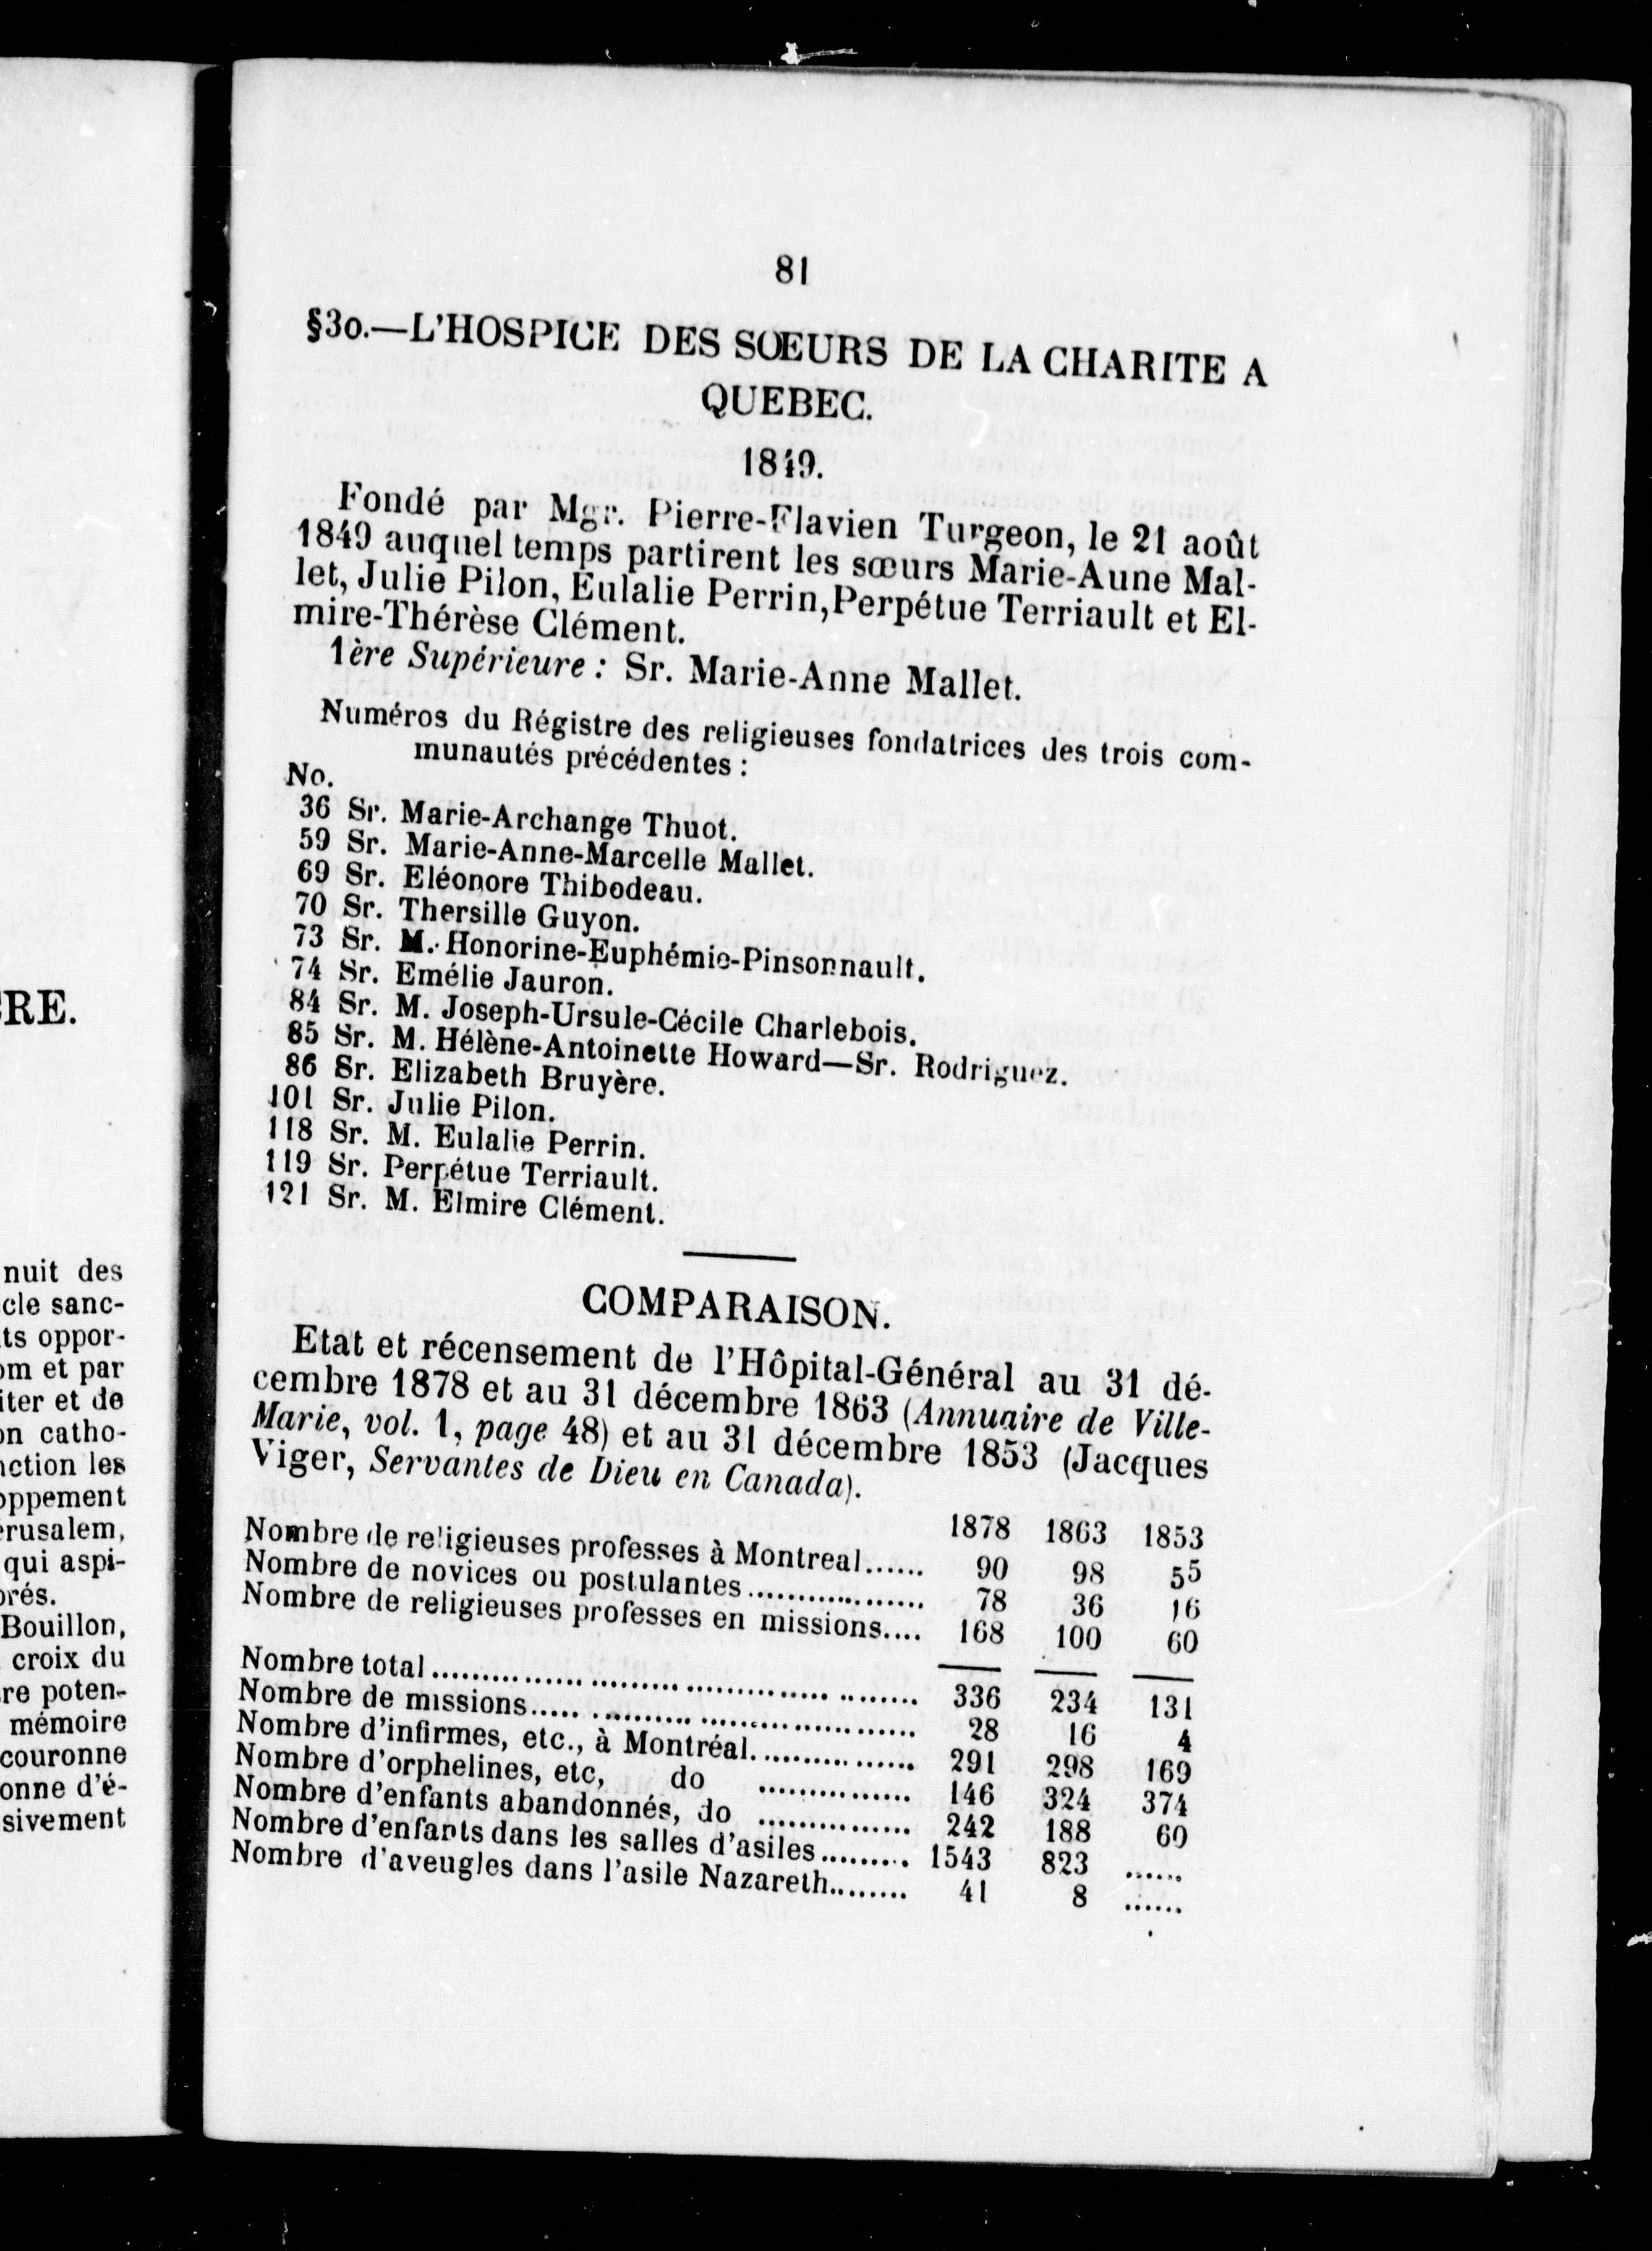 81
§3o.—L'HOSPICE DES SŒURS DE LA CHARITE A
QUEBEC.
1849.
Fondé par Mgr. Pierre-Flavien Turgeon, le 21 août
1849 auquel temps partirent les sœurs Marie-Aune Mal-
let, Julie Pilon, Eulalie Perrin, Perpétue Terriault et El-
mire-Thérèse Clément.
1ère Supérieure : Sr. Marie-Anne Mallet.
Numéros du Régistre des religieuses fondatrices des trois com-
munautés précédentes :
No.
36 Sr. Marie-Archange Thuot.
59 Sr. Marie-Anne-Marcelle Mallet.
69 Sr. Eléonore Thibodeau.
70 Sr. Thersille Guyon.
73 Sr. M. Honorine-Euphémie-Pinsonnault.
74 Sr. Emélie Jauron.
84 Sr. M. Joseph-Ursule-Cécile Charlebois.
85 Sr. M. Hélène-Antoinette Howard—Sr. Rodriguez.
86 Sr. Elizabeth Bruyère.
101 Sr. Julie Pilon.
118 Sr. M. Eulalie Perrin.
119 Sr. Perpétue Terriault.
121 Sr. M. Elmire Clément.
COMPARAISON.
Etat et récensement de l'Hôpital-Général au 31 dé-
cembre 1878 et au 31 décembre 1863 (Annuaire de Ville-
Marie, vol. 1, page 48) et au 31 décembre 1853 (Jacques
Viger, Servantes de Dieu en Canada).
1878 1863 1853
Nombre de religieuses professes à Montreal...... 90 98 55
Nombre de novices ou postulantes.................. 78 36 16
Nombre de religieuses professes en missions.... 168 100 60
Nombre total.................................................. 336 234 131
Nombre de missions........................................ 28 16 4
Nombre d'infirmes, etc., à Montréal................. 291 298 169
Nombre d'orphelines, etc, do ............... 146 324 374
Nombre d'enfants abandonnés, do ............... 242 188 60
Nombre d'enfants dans les salles d'asiles......... 1543 823 ......
Nombre d'aveugles dans l'asile Nazareth........ 41 8 ......
RE.
nuit des
cle sanc-
ts oppor-
om et par
iter et de
on catho-
ction les
oppement
erusalem,
qui aspi-
rés.
Bouillon,
croix du
re poten-
mémoire
couronne
onne d'é-
sivement